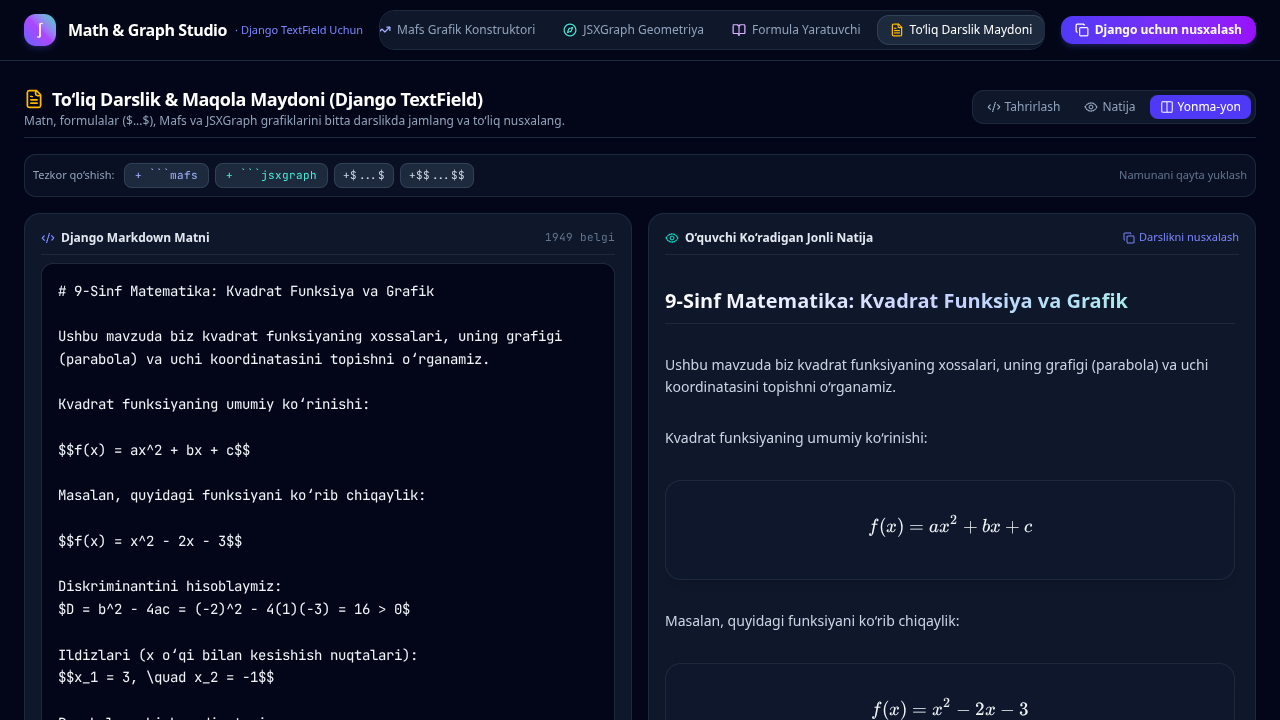 ∫ Math & Graph Studio · Django TextField Uchun Mafs Grafik Konstruktori JSXGraph Geometriya Formula Yaratuvchi To‘liq Darslik Maydoni Django uchun nusxalash
To‘liq Darslik & Maqola Maydoni (Django TextField)
Matn, formulalar ($...$), Mafs va JSXGraph grafiklarini bitta darslikda jamlang va to‘liq nusxalang.
Tahrirlash Natija Yonma-yon
Tezkor qo‘shish: + ```mafs + ```jsxgraph +$...$ +$$...$$ Namunani qayta yuklash
Django Markdown Matni 1949 belgi
# 9-Sinf Matematika: Kvadrat Funksiya va Grafik
Ushbu mavzuda biz kvadrat funksiyaning xossalari, uning grafigi
(parabola) va uchi koordinatasini topishni o‘rganamiz.
Kvadrat funksiyaning umumiy ko‘rinishi:
$$f(x) = ax^2 + bx + c$$
Masalan, quyidagi funksiyani ko‘rib chiqaylik:
$$f(x) = x^2 - 2x - 3$$
Diskriminantini hisoblaymiz:
$D = b^2 - 4ac = (-2)^2 - 4(1)(-3) = 16 > 0$
Ildizlari (x o‘qi bilan kesishish nuqtalari):
$$x_1 = 3, \quad x_2 = -1$$
O‘quvchi Ko‘radigan Jonli Natija Darslikni nusxalash
9-Sinf Matematika: Kvadrat Funksiya va Grafik
Ushbu mavzuda biz kvadrat funksiyaning xossalari, uning grafigi (parabola) va uchi
koordinatasini topishni o‘rganamiz.
Kvadrat funksiyaning umumiy ko‘rinishi:
f(x) = ax² + bx + c
Masalan, quyidagi funksiyani ko‘rib chiqaylik:
f(x) = x² − 2x − 3